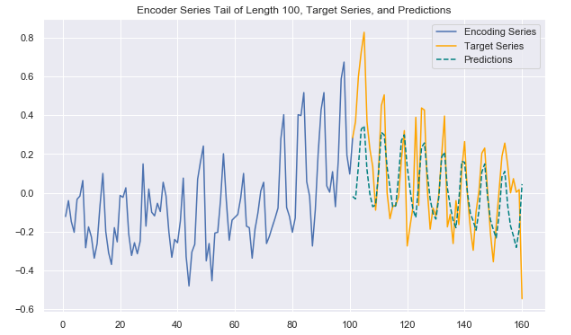 Encoder Series Tail of Length 100, Target Series, and Predictions
Encoding Series
Target Series
Predictions
0.8
0.6
0.4
0.2
0.0
−0.2
−0.4
−0.6
0 20 40 60 80 100 120 140 160